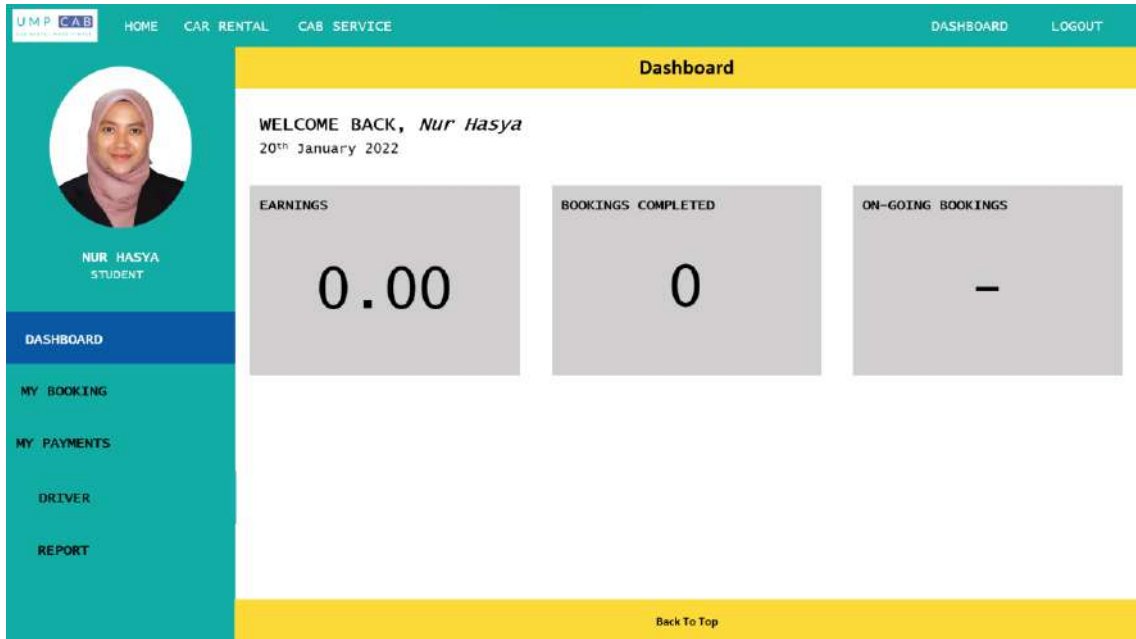 UMP CAB
HOME CAR RENTAL CAB SERVICE DASHBOARD LOGOUT
Dashboard
WELCOME BACK, Nur Hasya
20th January 2022
NUR HASYA
STUDENT
EARNINGS
0.00
BOOKINGS COMPLETED
0
ON-GOING BOOKINGS
–
DASHBOARD
MY BOOKING
MY PAYMENTS
DRIVER
REPORT
Back To Top